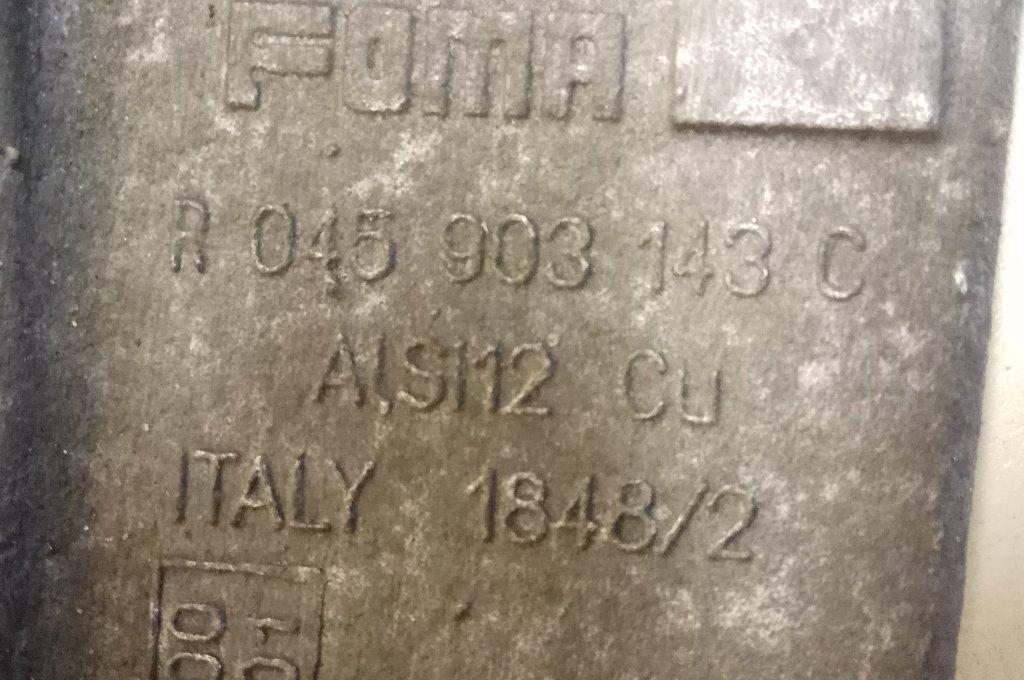 FOMA
R 045 903 143 C
AlSi12 Cu
ITALY 1848/2